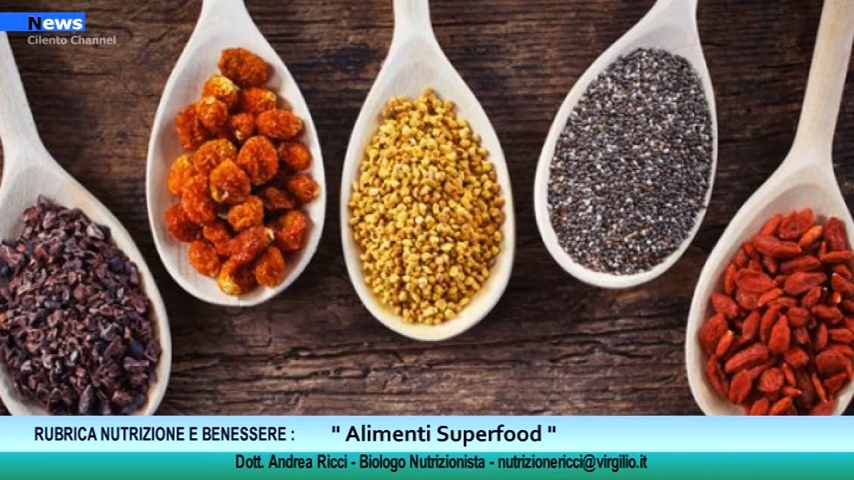 News
Cilento Channel
RUBRICA NUTRIZIONE E BENESSERE : " Alimenti Superfood "
Dott. Andrea Ricci - Biologo Nutrizionista - nutrizionericci@virgilio.it